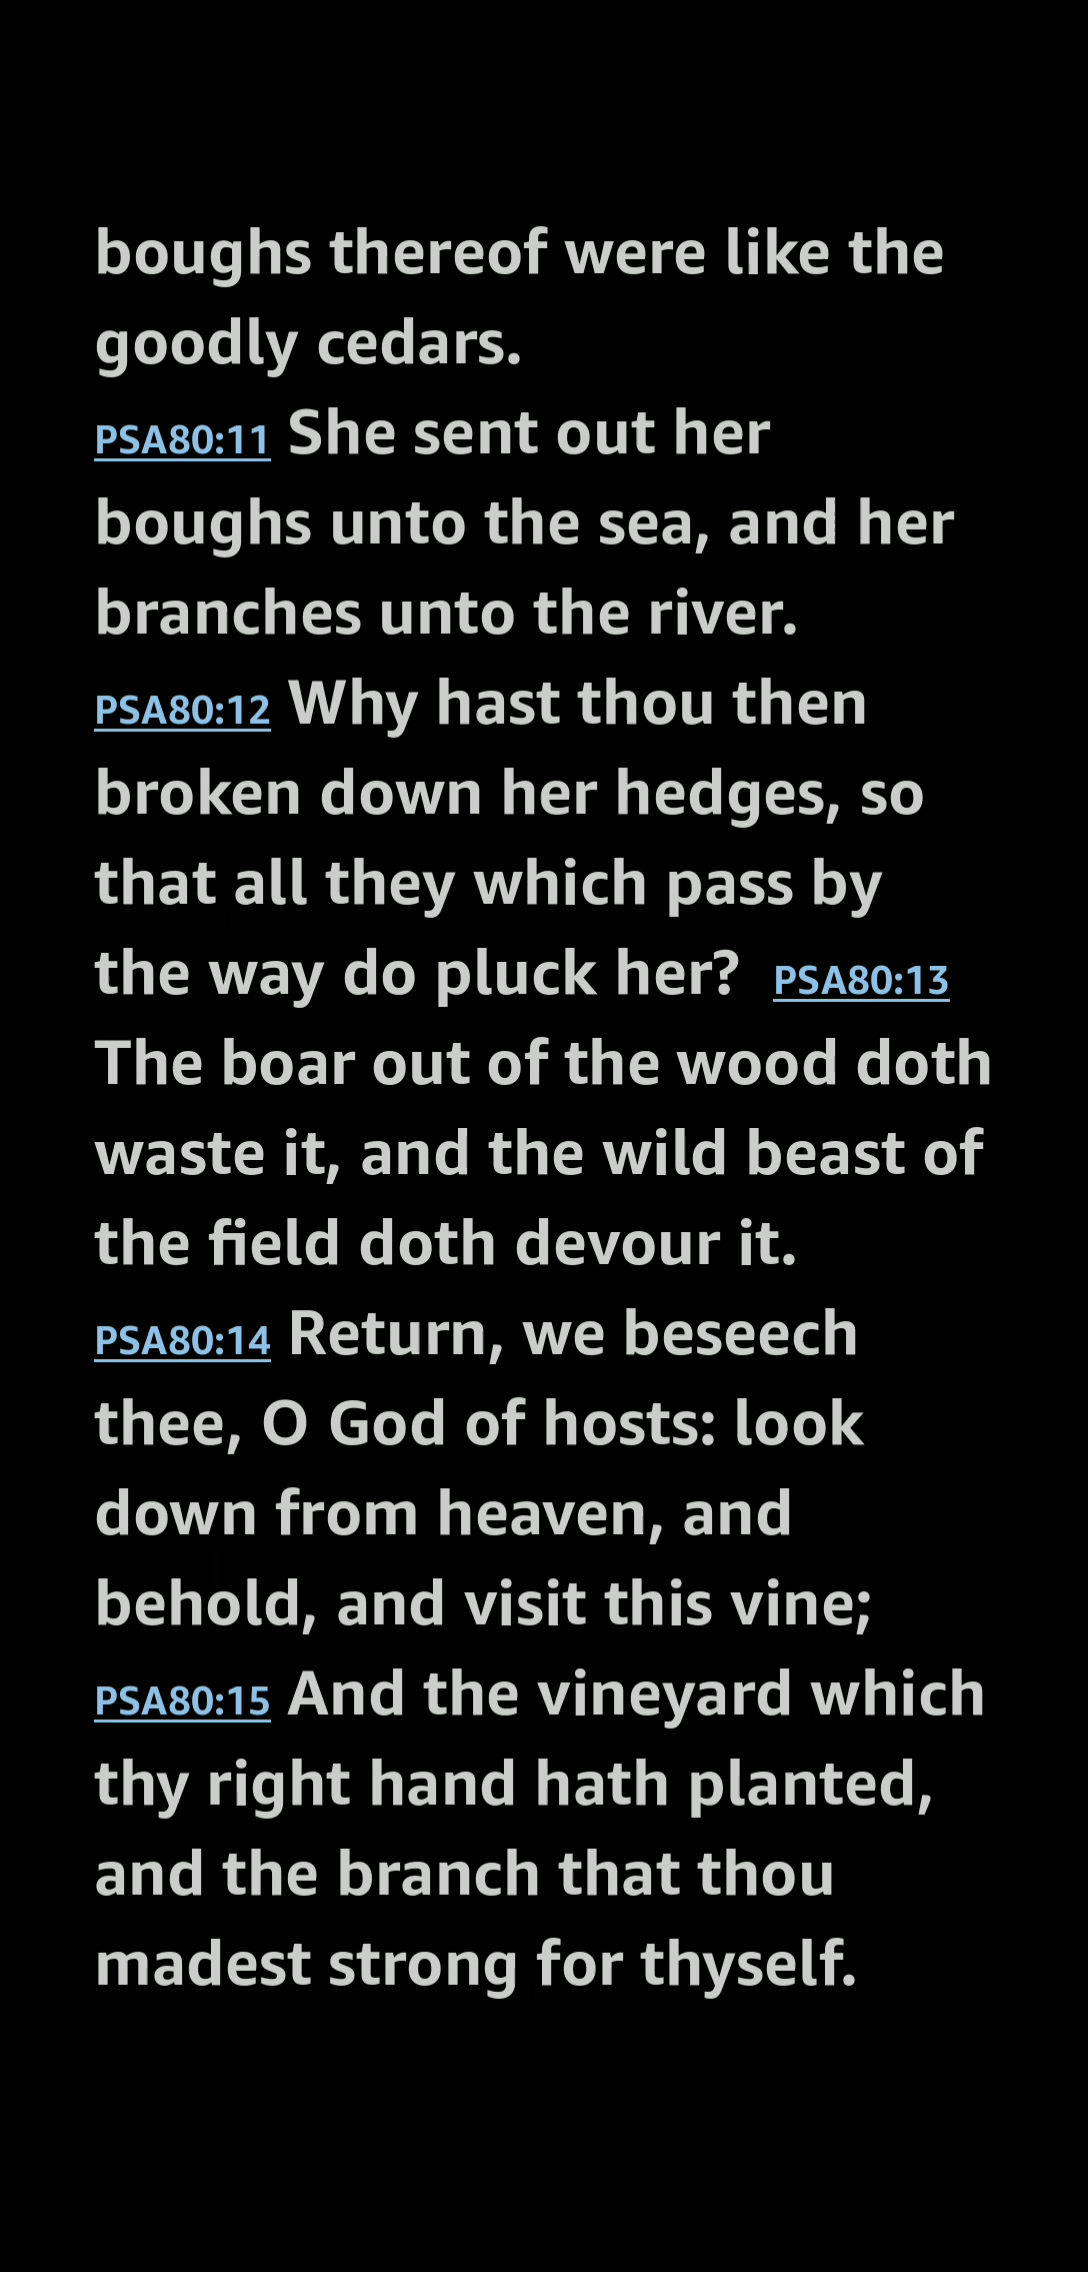 boughs thereof were like the
goodly cedars.
PSA80:11 She sent out her
boughs unto the sea, and her
branches unto the river.
PSA80:12 Why hast thou then
broken down her hedges, so
that all they which pass by
the way do pluck her? PSA80:13
The boar out of the wood doth
waste it, and the wild beast of
the field doth devour it.
PSA80:14 Return, we beseech
thee, O God of hosts: look
down from heaven, and
behold, and visit this vine;
PSA80:15 And the vineyard which
thy right hand hath planted,
and the branch that thou
madest strong for thyself.